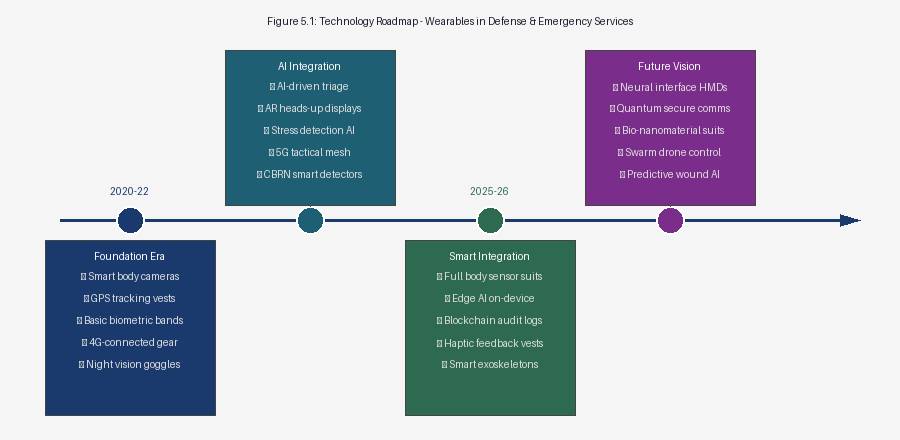 Figure 5.1: Technology Roadmap - Wearables in Defense & Emergency Services
2020-22
Foundation Era
Smart body cameras
GPS tracking vests
Basic biometric bands
4G-connected gear
Night vision goggles
AI Integration
AI-driven triage
AR heads-up displays
Stress detection AI
5G tactical mesh
CBRN smart detectors
2025-26
Smart Integration
Full body sensor suits
Edge AI on-device
Blockchain audit logs
Haptic feedback vests
Smart exoskeletons
Future Vision
Neural interface HMDs
Quantum secure comms
Bio-nanomaterial suits
Swarm drone control
Predictive wound AI